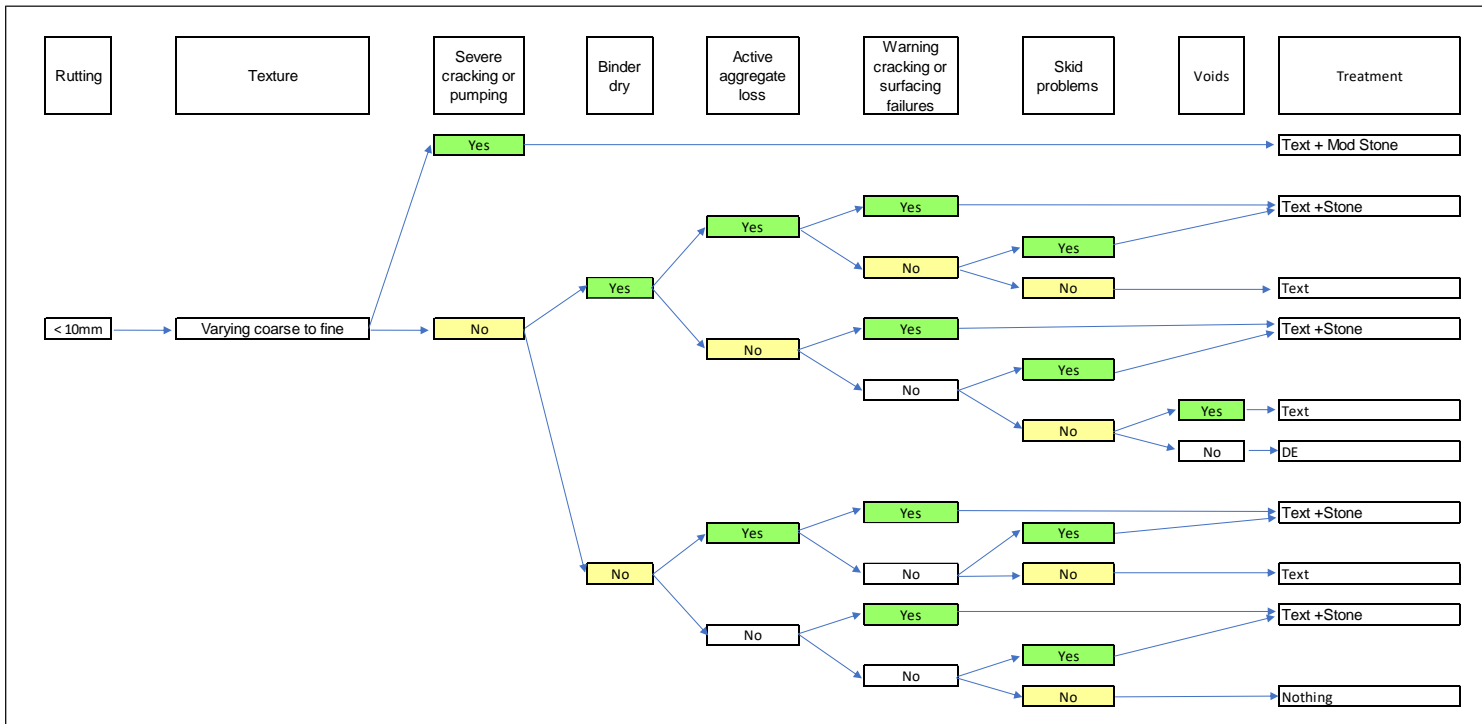 Rutting
Texture
Severe
cracking or
pumping
Binder
dry
Active
aggregate
loss
Warning
cracking or
surfacing
failures
Skid
problems
Voids
Treatment
Yes
Text + Mod Stone
Yes
Text +Stone
Yes
Yes
No
Yes
No
Text
< 10mm
Varying coarse to fine
No
Yes
Text +Stone
No
Yes
No
No
Yes
Text
No
DE
Yes
Text +Stone
Yes
Yes
No
No
No
Text
Yes
Text +Stone
No
Yes
No
No
Nothing